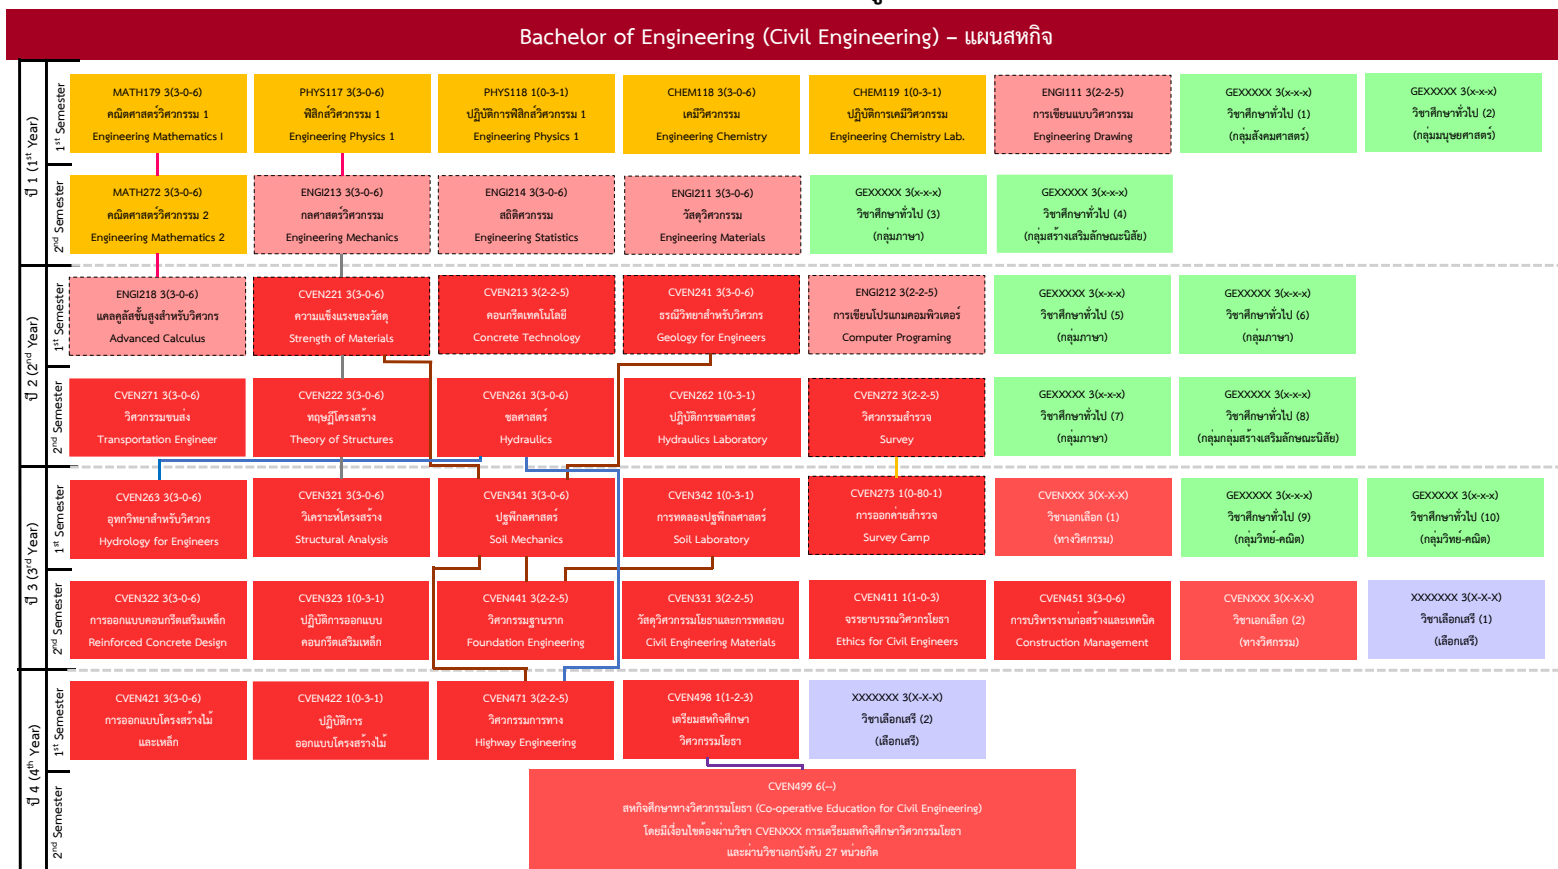 Bachelor of Engineering (Civil Engineering) – แผนสหกิจ
ปี 1 (1st Year)
1st Semester
MATH179 3(3-0-6)
คณิตศาสตร์วิศวกรรม 1
Engineering Mathematics I
PHYS117 3(3-0-6)
ฟิสิกส์วิศวกรรม 1
Engineering Physics 1
PHYS118 1(0-3-1)
ปฏิบัติการฟิสิกส์วิศวกรรม 1
Engineering Physics 1
CHEM118 3(3-0-6)
เคมีวิศวกรรม
Engineering Chemistry
CHEM119 1(0-3-1)
ปฏิบัติการเคมีวิศวกรรม
Engineering Chemistry Lab.
ENGI111 3(2-2-5)
การเขียนแบบวิศวกรรม
Engineering Drawing
GEXXXXX 3(x-x-x)
วิชาศึกษาทั่วไป (1)
(กลุ่มสังคมศาสตร์)
GEXXXXX 3(x-x-x)
วิชาศึกษาทั่วไป (2)
(กลุ่มมนุษยศาสตร์)
2nd Semester
MATH272 3(3-0-6)
คณิตศาสตร์วิศวกรรม 2
Engineering Mathematics 2
ENGI213 3(3-0-6)
กลศาสตร์วิศวกรรม
Engineering Mechanics
ENGI214 3(3-0-6)
สถิติศวกรรม
Engineering Statistics
ENGI211 3(3-0-6)
วัสดุวิศวกรรม
Engineering Materials
GEXXXXX 3(x-x-x)
วิชาศึกษาทั่วไป (3)
(กลุ่มภาษา)
GEXXXXX 3(x-x-x)
วิชาศึกษาทั่วไป (4)
(กลุ่มสร้างเสริมลักษณะนิสัย)
ปี 2 (2nd Year)
1st Semester
ENGI218 3(3-0-6)
แคลคูลัสชั้นสูงสำหรับวิศวกร
Advanced Calculus
CVEN221 3(3-0-6)
ความแข็งแรงของวัสดุ
Strength of Materials
CVEN213 3(2-2-5)
คอนกรีตเทคโนโลยี
Concrete Technology
CVEN241 3(3-0-6)
ธรณีวิทยาสำหรับวิศวกร
Geology for Engineers
ENGI212 3(2-2-5)
การเขียนโปรแกมคอมพิวเตอร์
Computer Programing
GEXXXXX 3(x-x-x)
วิชาศึกษาทั่วไป (5)
(กลุ่มภาษา)
GEXXXXX 3(x-x-x)
วิชาศึกษาทั่วไป (6)
(กลุ่มภาษา)
2nd Semester
CVEN271 3(3-0-6)
วิศวกรรมขนส่ง
Transportation Engineer
CVEN222 3(3-0-6)
ทฤษฎีโครงสร้าง
Theory of Structures
CVEN261 3(3-0-6)
ชลศาสตร์
Hydraulics
CVEN262 1(0-3-1)
ปฏิบัติการชลศาสตร์
Hydraulics Laboratory
CVEN272 3(2-2-5)
วิศวกรรมสำรวจ
Survey
GEXXXXX 3(x-x-x)
วิชาศึกษาทั่วไป (7)
(กลุ่มภาษา)
GEXXXXX 3(x-x-x)
วิชาศึกษาทั่วไป (8)
(กลุ่มกลุ่มสร้างเสริมลักษณะนิสัย)
ปี 3 (3rd Year)
1st Semester
CVEN263 3(3-0-6)
อุทกวิทยาสำหรับวิศวกร
Hydrology for Engineers
CVEN321 3(3-0-6)
วิเคราะห์โครงสร้าง
Structural Analysis
CVEN341 3(3-0-6)
ปฐพีกลศาสตร์
Soil Mechanics
CVEN342 1(0-3-1)
การทดลองปฐพีกลศาสตร์
Soil Laboratory
CVEN273 1(0-80-1)
การออกค่ายสำรวจ
Survey Camp
CVENXXX 3(X-X-X)
วิชาเอกเลือก (1)
(ทางวิศกรรม)
GEXXXXX 3(x-x-x)
วิชาศึกษาทั่วไป (9)
(กลุ่มวิทย์-คณิต)
GEXXXXX 3(x-x-x)
วิชาศึกษาทั่วไป (10)
(กลุ่มวิทย์-คณิต)
2nd Semester
CVEN322 3(3-0-6)
การออกแบบคอนกรีตเสริมเหล็ก
Reinforced Concrete Design
CVEN323 1(0-3-1)
ปฏิบัติการออกแบบ
คอนกรีตเสริมเหล็ก
CVEN441 3(2-2-5)
วิศวกรรมฐานราก
Foundation Engineering
CVEN331 3(2-2-5)
วัสดุวิศวกรรมโยธาและการทดสอบ
Civil Engineering Materials
CVEN411 1(1-0-3)
จรรยาบรรณวิศวกรโยธา
Ethics for Civil Engineers
CVEN451 3(3-0-6)
การบริหารงานก่อสร้างและเทคนิค
Construction Management
CVENXXX 3(X-X-X)
วิชาเอกเลือก (2)
(ทางวิศกรรม)
XXXXXXX 3(X-X-X)
วิชาเลือกเสรี (1)
(เลือกเสรี)
ปี 4 (4th Year)
1st Semester
CVEN421 3(3-0-6)
การออกแบบโครงสร้างไม้
และเหล็ก
CVEN422 1(0-3-1)
ปฏิบัติการ
ออกแบบโครงสร้างไม้
CVEN471 3(2-2-5)
วิศวกรรมการทาง
Highway Engineering
CVEN498 1(1-2-3)
เตรียมสหกิจศึกษา
วิศวกรรมโยธา
XXXXXXX 3(X-X-X)
วิชาเลือกเสรี (2)
(เลือกเสรี)
2nd Semester
CVEN499 6(--)
สหกิจศึกษาทางวิศวกรรมโยธา (Co-operative Education for Civil Engineering)
โดยมีเงื่อนไขต้องผ่านวิชา CVENXXX การเตรียมสหกิจศึกษาวิศวกรรมโยธา
และผ่านวิชาเอกบังคับ 27 หน่วยกิต